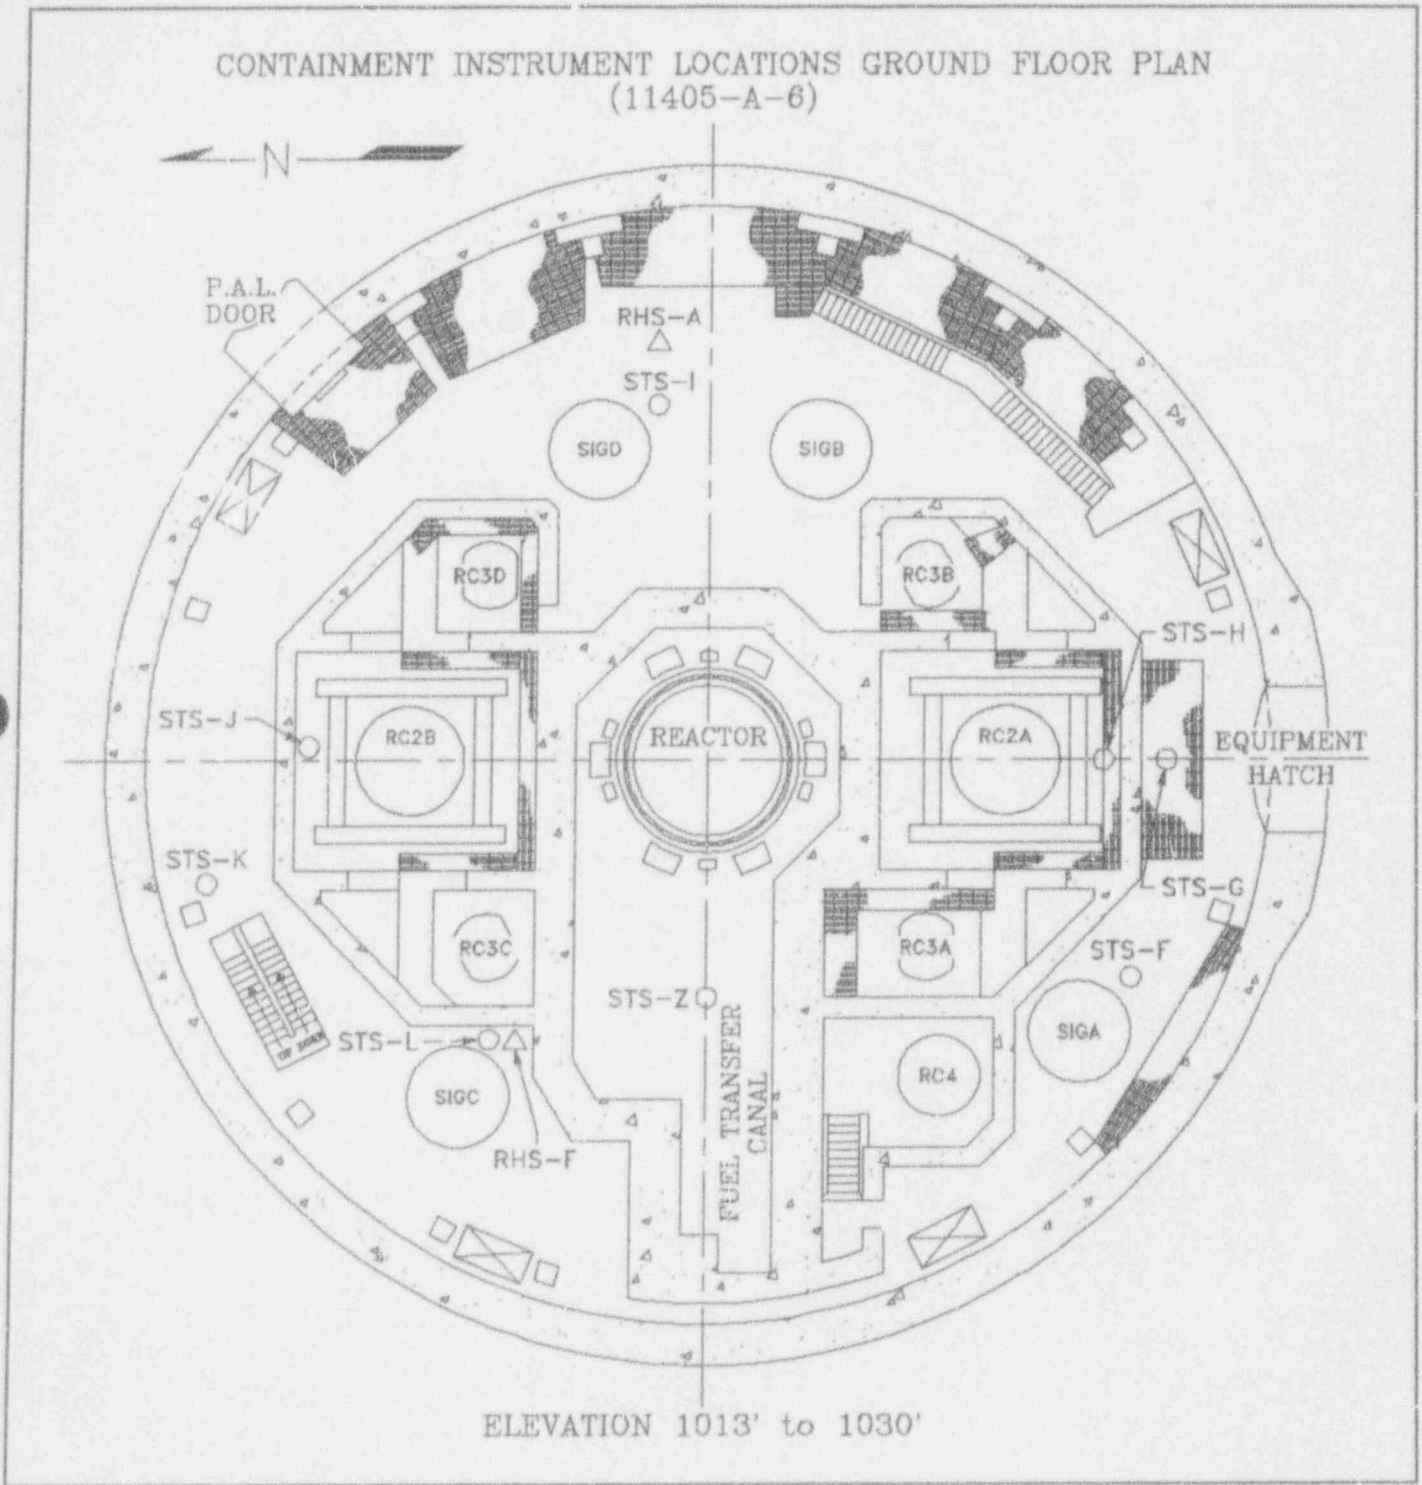 CONTAINMENT INSTRUMENT LOCATIONS GROUND FLOOR PLAN
(11405-A-6)
N
P.A.L.
DOOR
RHS-A
STS-I
SIGD
SIGB
RC3D
RC3B
STS-H
STS-J
RC2B
REACTOR
RC2A
EQUIPMENT
HATCH
STS-K
STS-G
RC3C
RC3A
STS-F
STS-Z
UP DOWN
STS-L
SIGA
SIGC
RC4
FUEL TRANSFER
CANAL
RHS-F
ELEVATION 1013' to 1030'